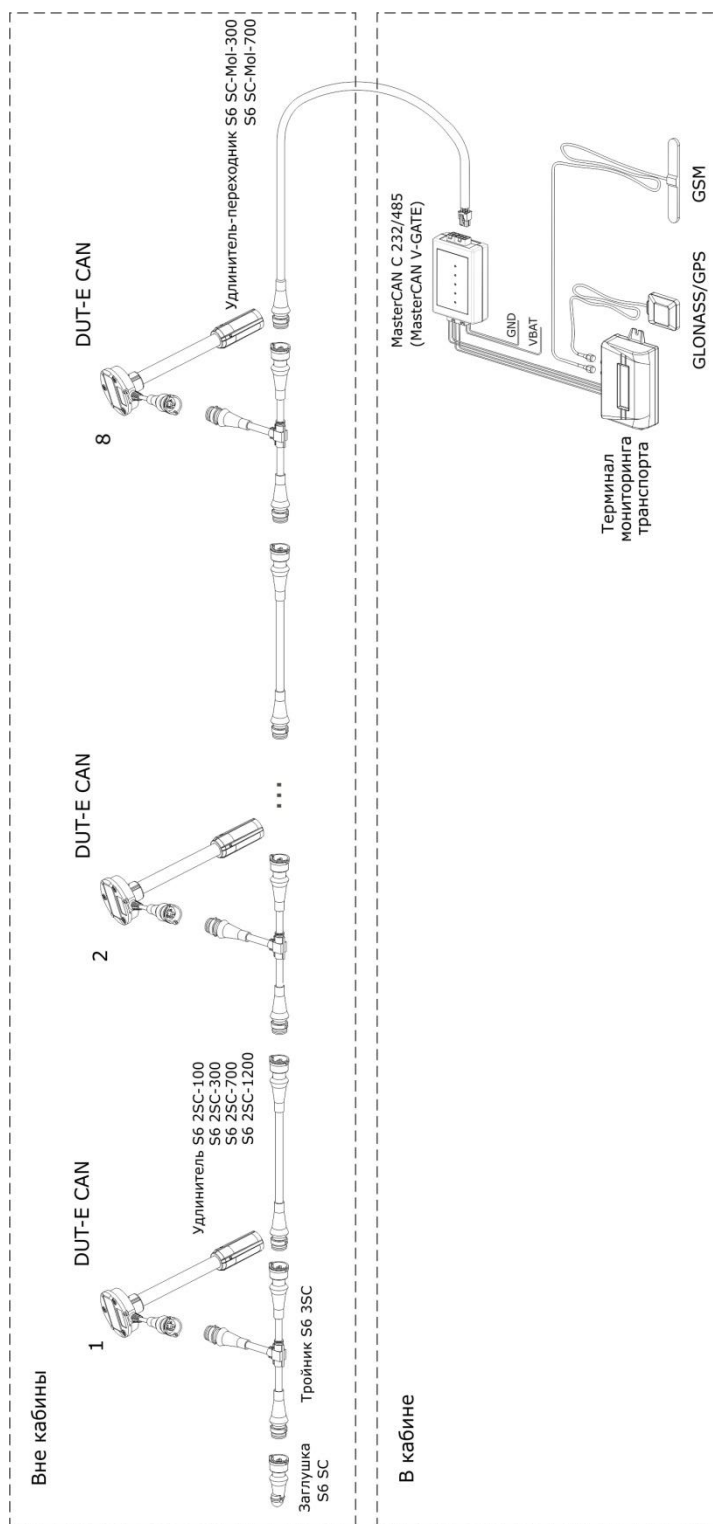 Вне кабины
Заглушка
S6 SC
Тройник S6 3SC
1
DUT-E CAN
Удлинитель S6 2SC-100
S6 2SC-300
S6 2SC-700
S6 2SC-1200
2
DUT-E CAN
...
8
DUT-E CAN
Удлинитель-переходник S6 SC-Mol-300
S6 SC-Mol-700
В кабине
MasterCAN C 232/485
(MasterCAN V-GATE)
GND
VBAT
Терминал
мониторинга
транспорта
GLONASS/GPS
GSM